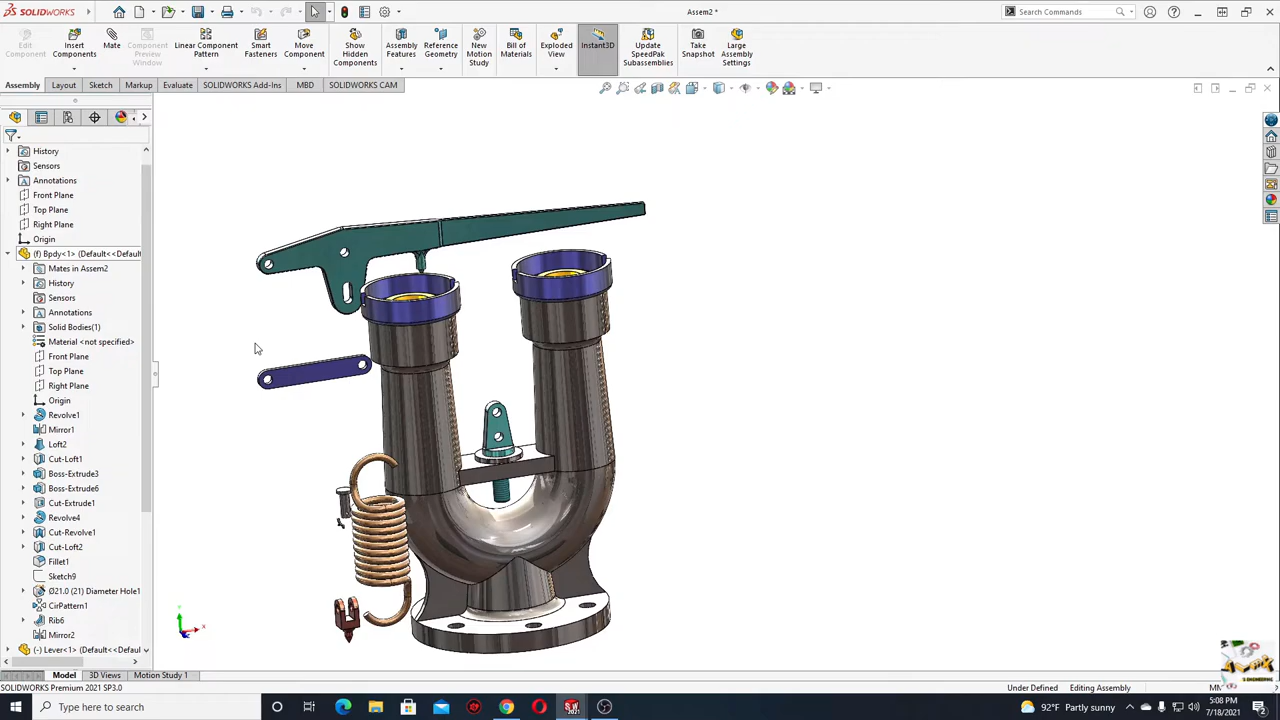 SOLIDWORKS
Assem2 *
Search Commands
Edit Component
Insert Components
Mate
Component Preview Window
Linear Component Pattern
Smart Fasteners
Move Component
Show Hidden Components
Assembly Features
Reference Geometry
New Motion Study
Bill of Materials
Exploded View
Instant3D
Update SpeedPak Subassemblies
Take Snapshot
Large Assembly Settings
Assembly Layout Sketch Markup Evaluate SOLIDWORKS Add-Ins MBD SOLIDWORKS CAM
History
Sensors
Annotations
Front Plane
Top Plane
Right Plane
Origin
(f) Bpdy<1> (Default<<Default
Mates in Assem2
History
Sensors
Annotations
Solid Bodies(1)
Material <not specified>
Front Plane
Top Plane
Right Plane
Origin
Revolve1
Mirror1
Loft2
Cut-Loft1
Boss-Extrude3
Boss-Extrude6
Cut-Extrude1
Revolve4
Cut-Revolve1
Cut-Loft2
Fillet1
Sketch9
Ø21.0 (21) Diameter Hole1
CirPattern1
Rib6
Mirror2
(-) Lever<1> (Default<<Defaul
Model 3D Views Motion Study 1
SOLIDWORKS Premium 2021 SP3.0
Under Defined Editing Assembly
Type here to search
92°F Partly sunny
5:08 PM
7/18/2021